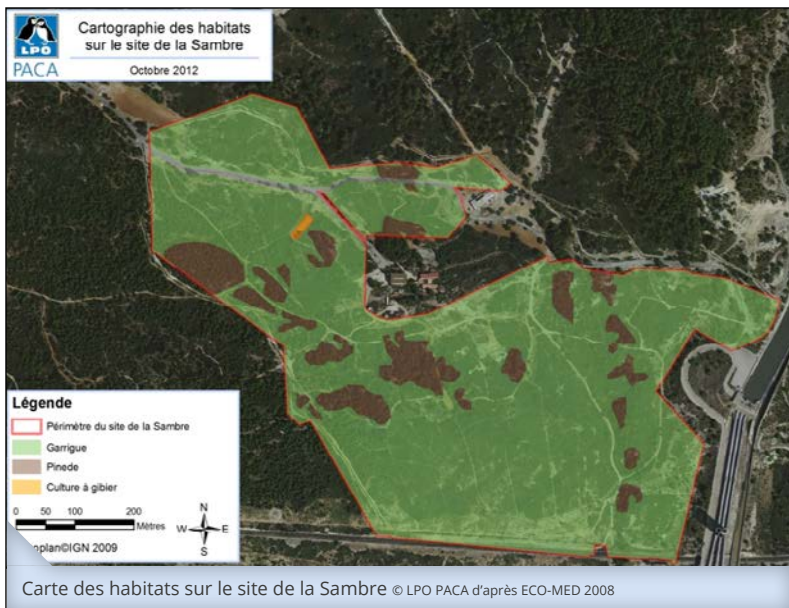 LPO
PACA
Cartographie des habitats
sur le site de la Sambre
Octobre 2012
Légende
Périmètre du site de la Sambre
Garrigue
Pinede
Culture à gibier
0 50 100 200
Mètres
N
W E
S
oplan©IGN 2009
Carte des habitats sur le site de la Sambre © LPO PACA d'après ECO-MED 2008